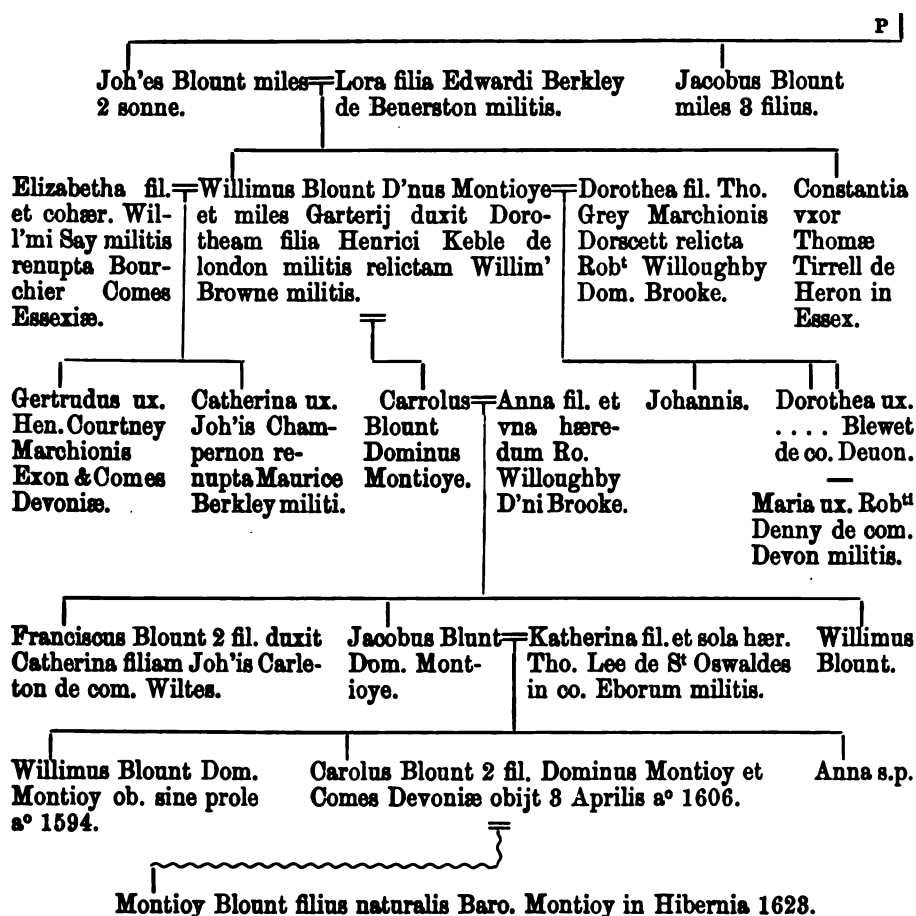 P
Joh'es Blount miles
2 sonne.
Lora filia Edwardi Berkley
de Beuerston militis.
Jacobus Blount
miles 3 filius.
Elizabetha fil.
et cohær. Wil-
l'mi Say militis
renupta Bour-
chier Comes
Essexiæ.
Willimus Blount D'nus Montioye
et miles Garterij duxit Doro-
theam filia Henrici Keble de
london militis relictam Willim'
Browne militis.
Dorothea fil. Tho.
Grey Marchionis
Dorscett relicta
Robᵗ Willoughby
Dom. Brooke.
Constantia
vxor
Thomæ
Tirrell de
Heron in
Essex.
Gertrudus ux.
Hen. Courtney
Marchionis
Exon & Comes
Devoniæ.
Catherina ux.
Joh'is Cham-
pernon re-
nupta Maurice
Berkley militi.
Carrolus
Blount
Dominus
Montioye.
Anna fil. et
vna hære-
dum Ro.
Willoughby
D'ni Brooke.
Johannis.
Dorothea ux.
.... Blewet
de co. Deuon.
—
Maria ux. Robᵗⁱ
Denny de com.
Devon militis.
Franciscus Blount 2 fil. duxit
Catherina filiam Joh'is Carle-
ton de com. Wiltes.
Jacobus Blunt
Dom. Mont-
ioye.
Katherina fil. et sola hær.
Tho. Lee de Sᵗ Oswaldes
in co. Eborum militis.
Willimus
Blount.
Willimus Blount Dom.
Montioy ob. sine prole
aᵒ 1594.
Carolus Blount 2 fil. Dominus Montioy et
Comes Devoniæ obijt 3 Aprilis aᵒ 1606.
Anna s.p.
Montioy Blount filius naturalis Baro. Montioy in Hibernia 1623.